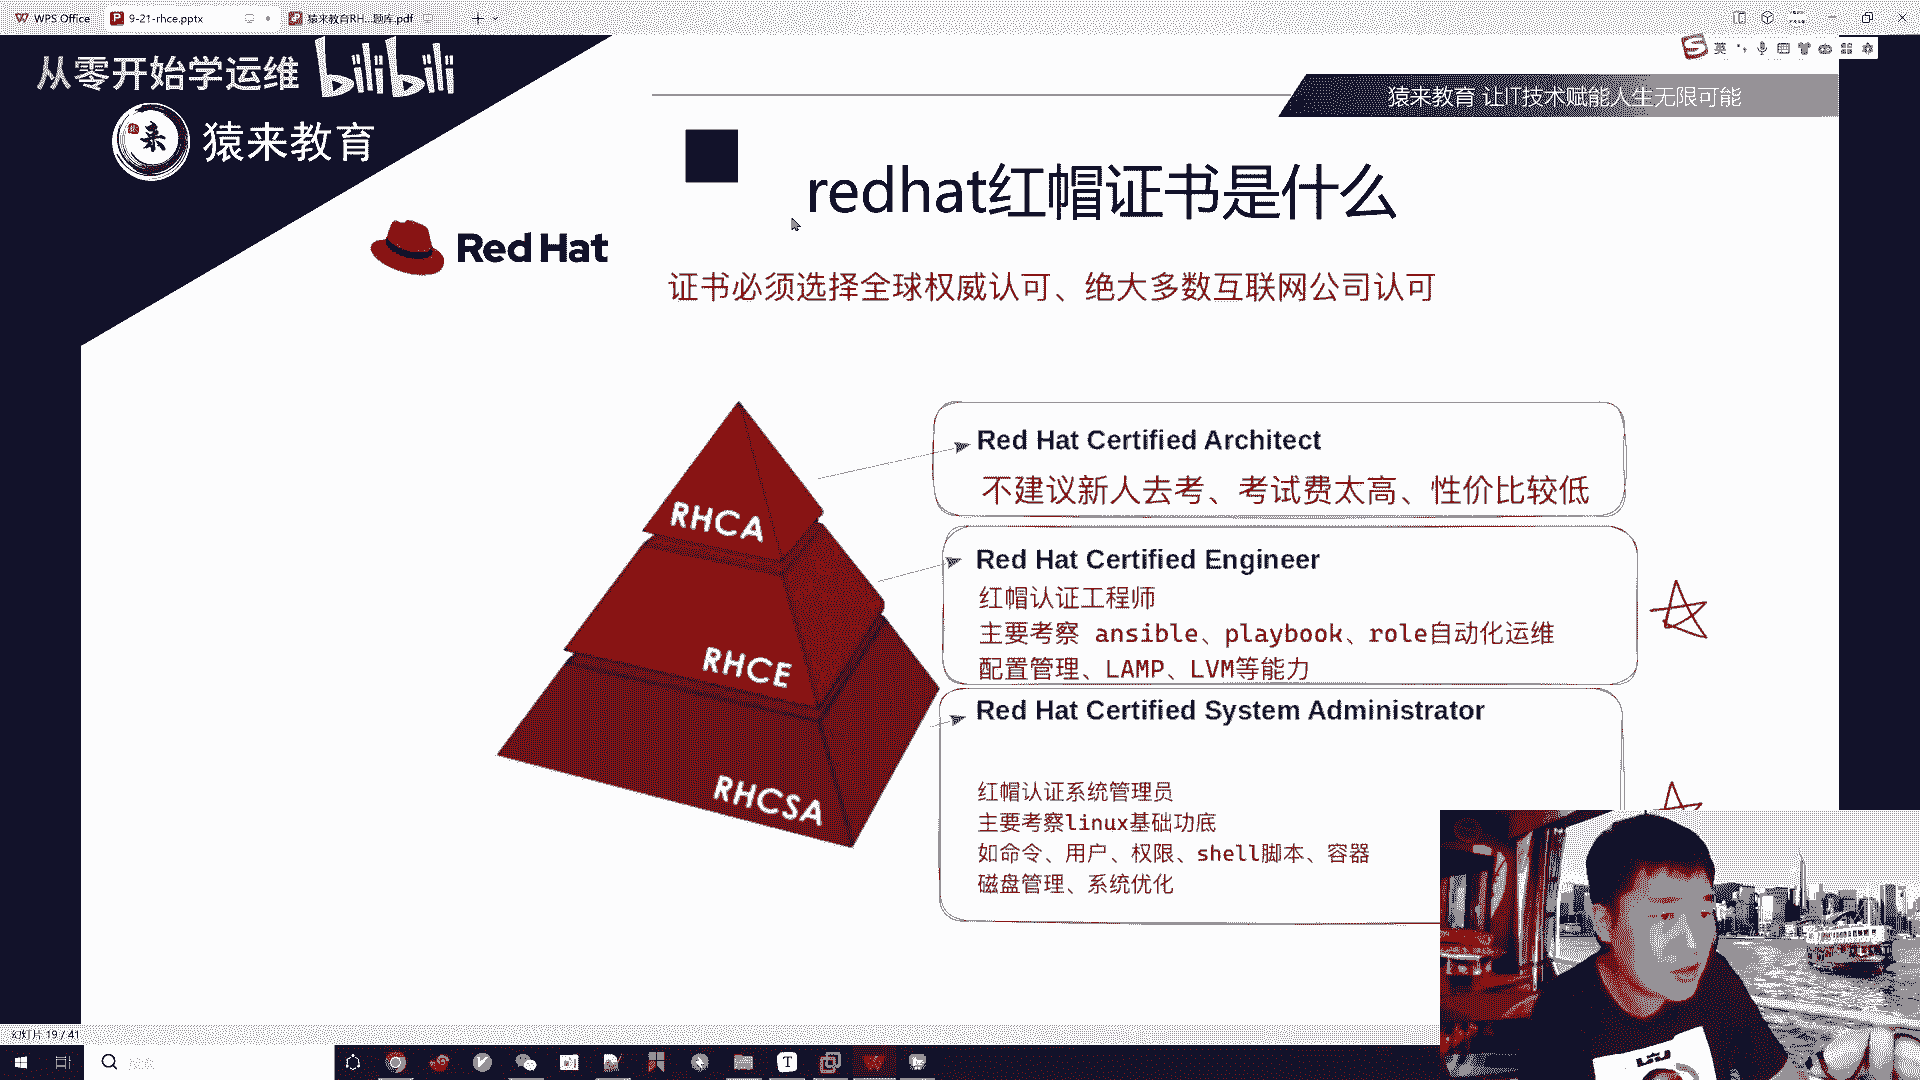 WPS Office
9-21-rhce.pptx
猿来教育RH...题库.pdf
从零开始学运维 bilibili
猿来教育
英
猿来教育 让IT技术赋能人生无限可能
redhat红帽证书是什么
Red Hat
证书必须选择全球权威认可、绝大多数互联网公司认可
RHCA
Red Hat Certified Architect
不建议新人去考、考试费太高、性价比较低
RHCE
Red Hat Certified Engineer
红帽认证工程师
主要考察 ansible、playbook、role自动化运维
配置管理、LAMP、LVM等能力
RHCSA
Red Hat Certified System Administrator
红帽认证系统管理员
主要考察linux基础功底
如命令、用户、权限、shell脚本、容器
磁盘管理、系统优化
幻灯片 19 / 41